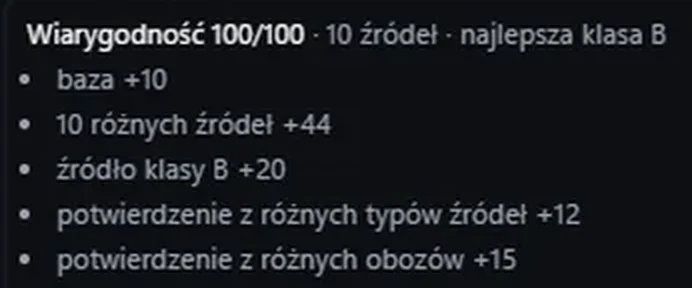 Wiarygodność 100/100 · 10 źródeł · najlepsza klasa B
• baza +10
• 10 różnych źródeł +44
• źródło klasy B +20
• potwierdzenie z różnych typów źródeł +12
• potwierdzenie z różnych obozów +15